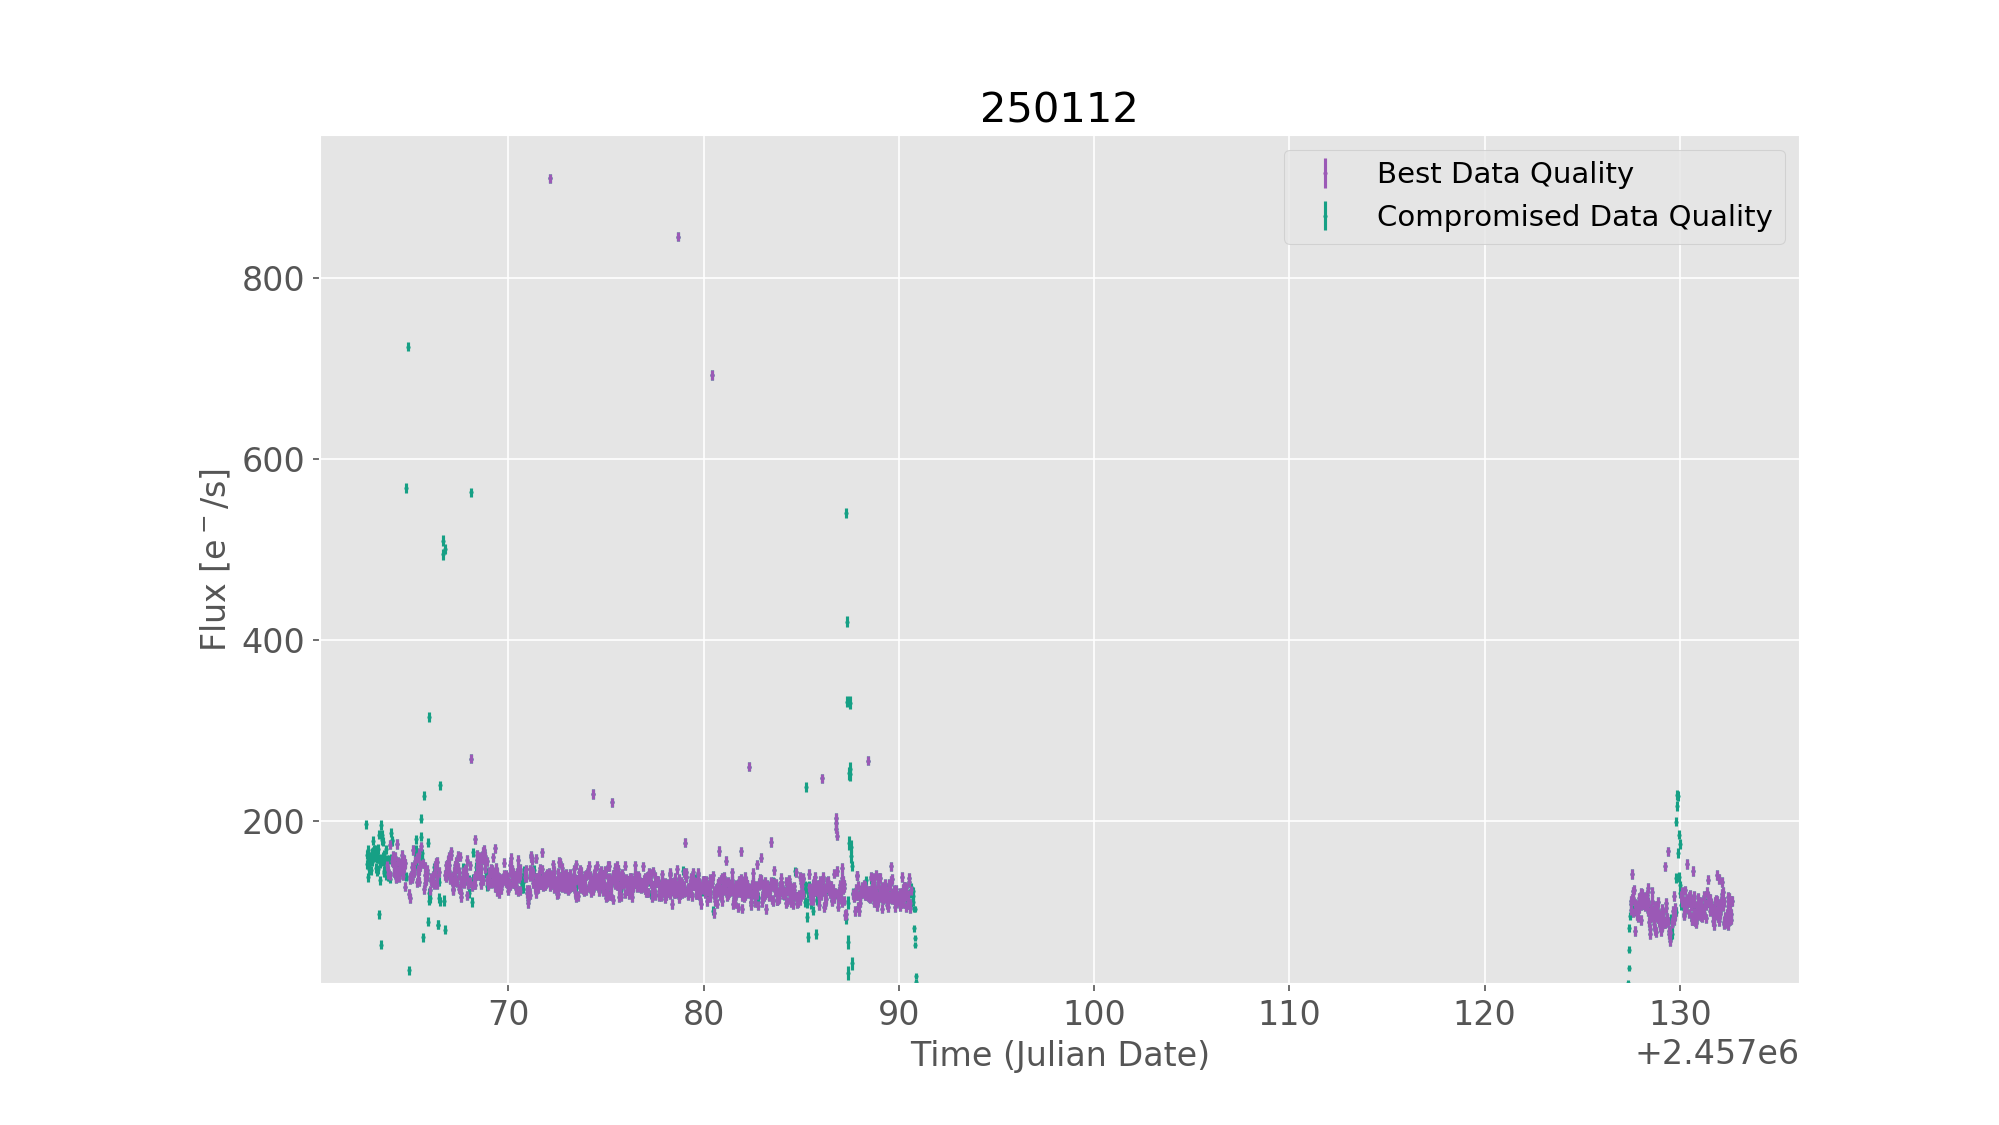 250112
Best Data Quality
Compromised Data Quality
800
600
400
200
Flux [e⁻/s]
70 80 90 100 110 120 130
Time (Julian Date)
+2.457e6